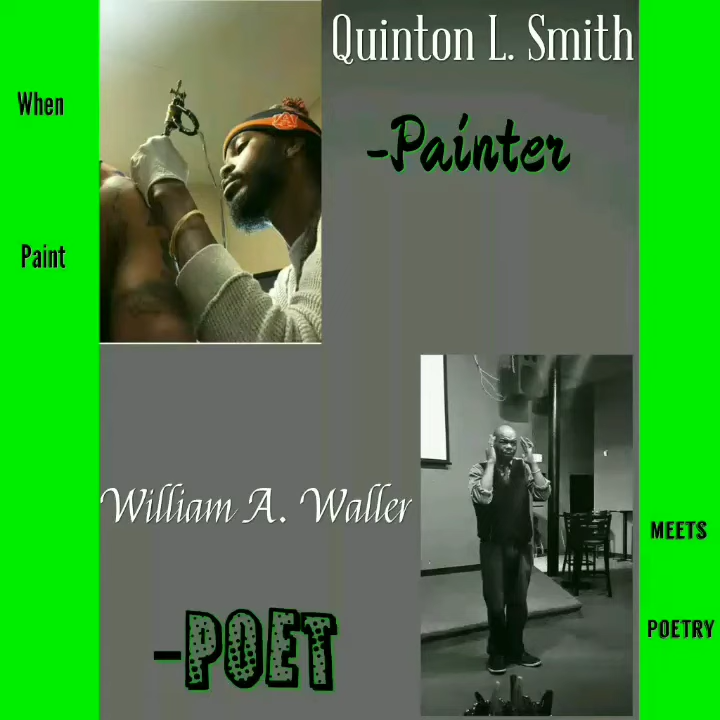 When
Paint
Quinton L. Smith
-Painter
William A. Waller
-POET
MEETS
POETRY